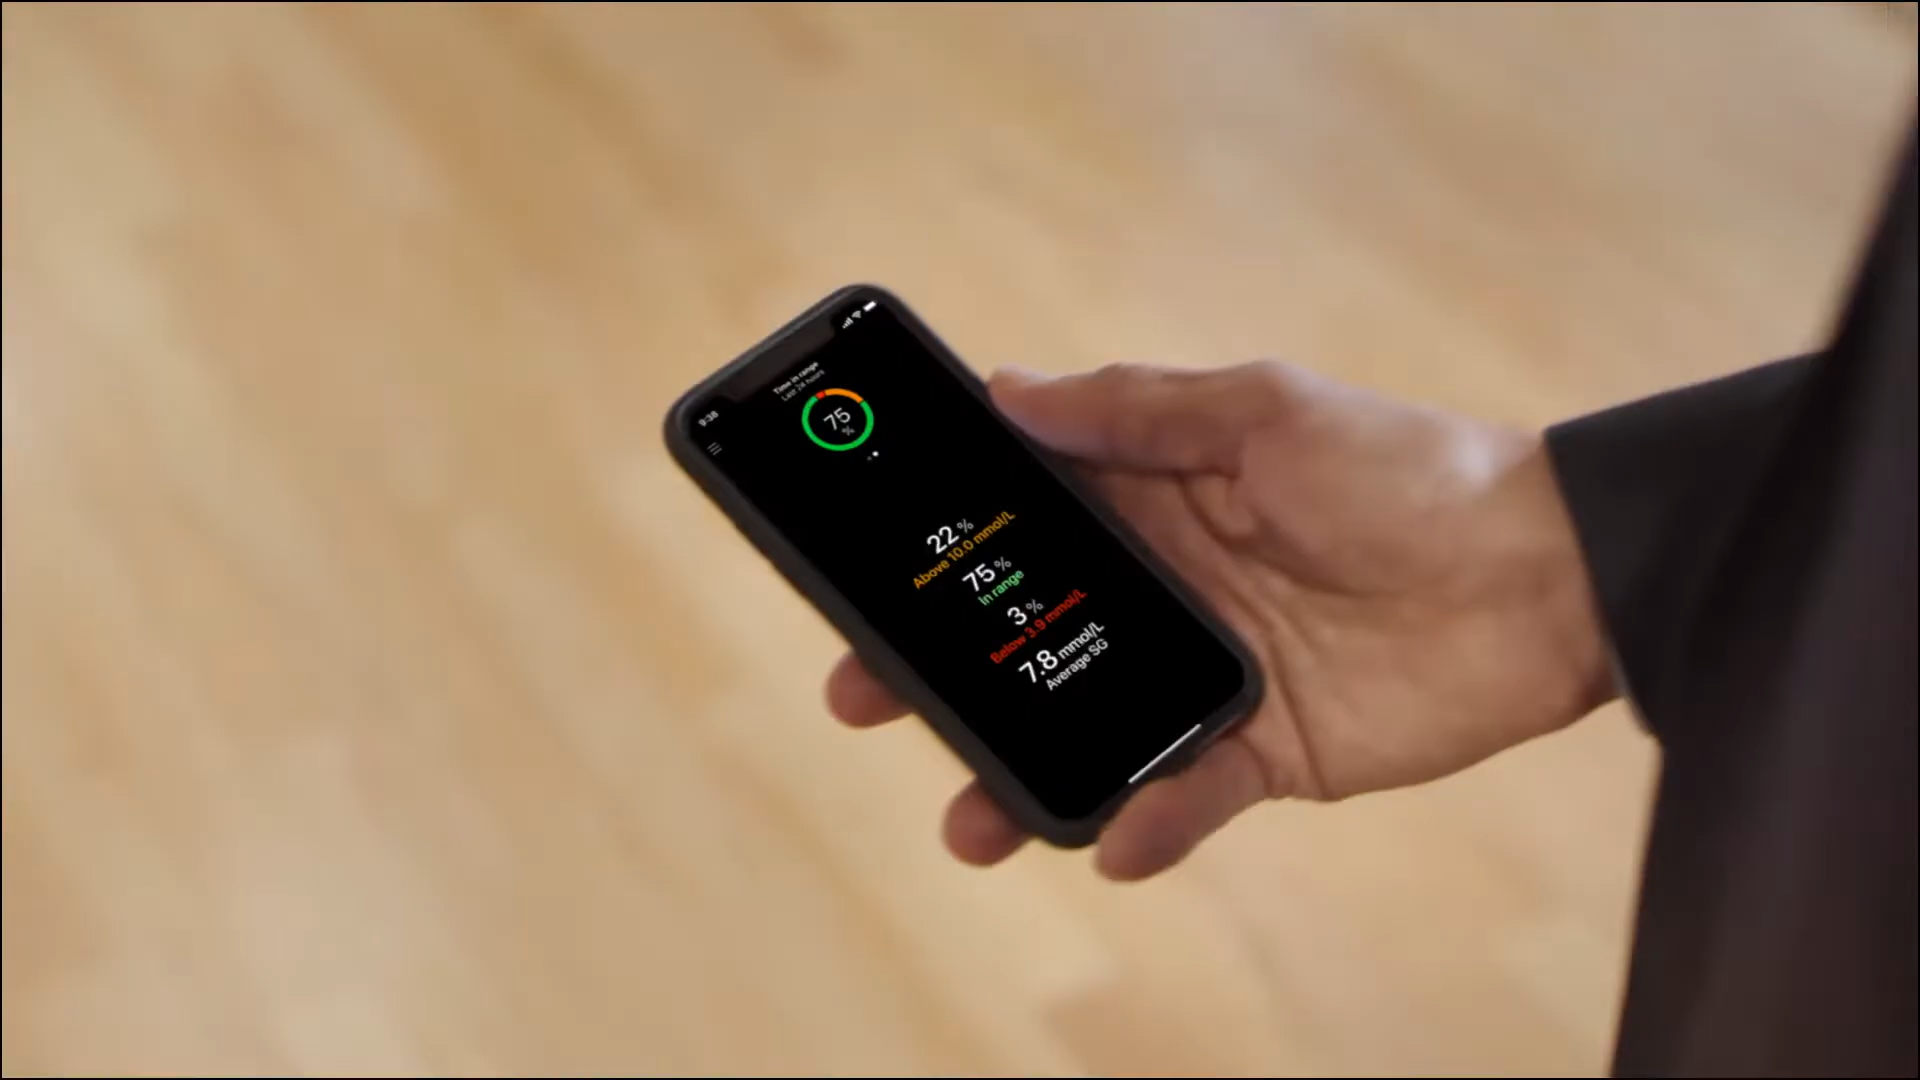 9:38
Time in range
Last 24 hours
75
%
22 %
Above 10.0 mmol/L
75 %
In range
3 %
Below 3.9 mmol/L
7.8 mmol/L
Average SG